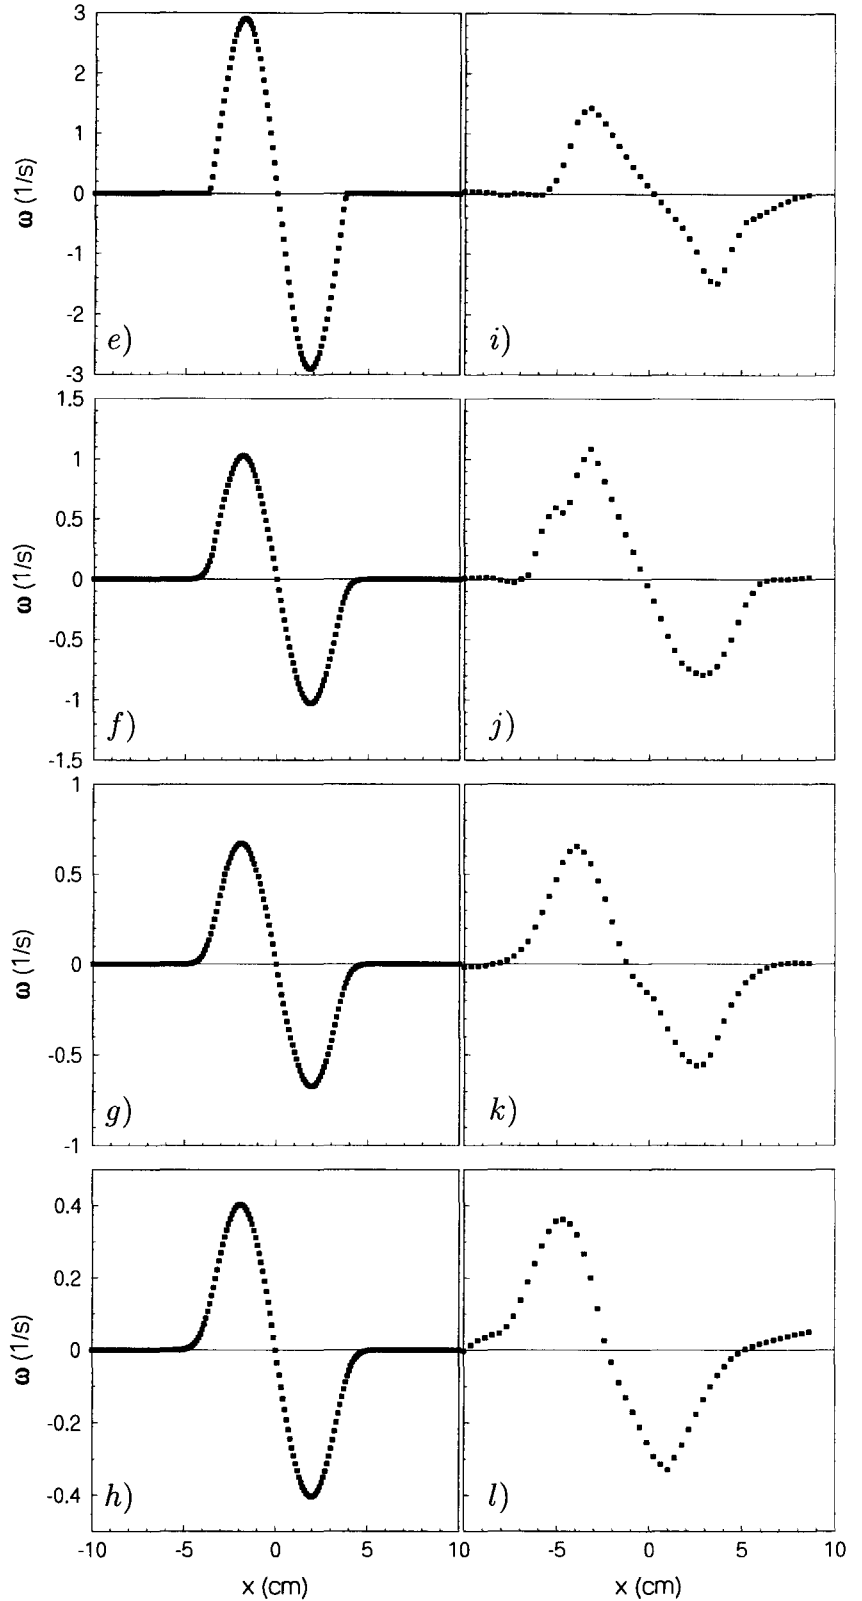 3
2
1
0
-1
-2
-3
ω (1/s)
e)
i)
1.5
1
0.5
0
-0.5
-1
-1.5
ω (1/s)
f)
j)
1
0.5
0
-0.5
-1
ω (1/s)
g)
k)
0.4
0.2
0
-0.2
-0.4
ω (1/s)
h)
l)
-10 -5 0 5 10 -5 0 5 10
x (cm) x (cm)